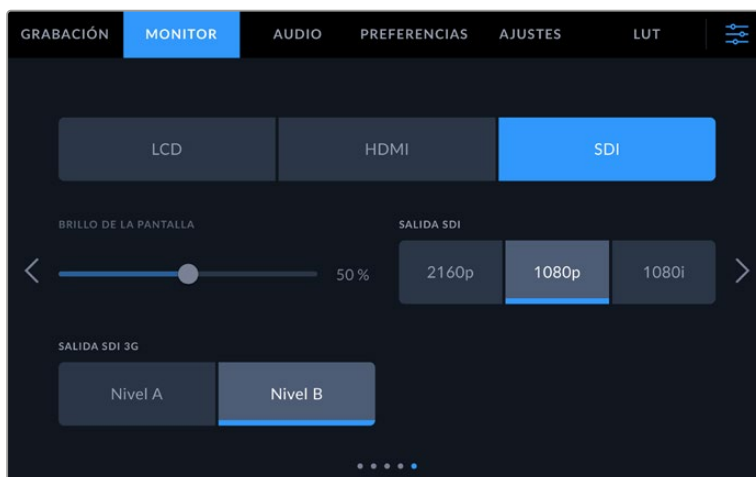 GRABACIÓN MONITOR AUDIO PREFERENCIAS AJUSTES LUT
LCD HDMI SDI
BRILLO DE LA PANTALLA SALIDA SDI
50 % 2160p 1080p 1080i
SALIDA SDI 3G
Nivel A Nivel B